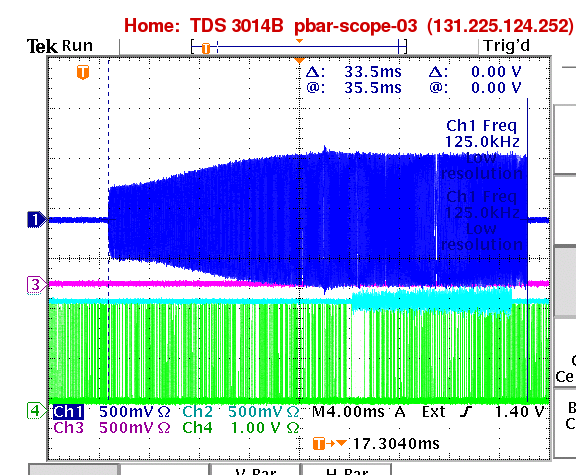 Home: TDS 3014B pbar-scope-03 (131.225.124.252)
Tek Run
Trig'd
T
T
Δ: 33.5ms Δ: 0.00 V
@: 35.5ms @: 0.00 V
Ch1 Freq
125.0kHz
Low
resolution
Ch1 Freq
125.0kHz
Low
resolution
1
3
4
Ch1 500mV Ω Ch2 500mV Ω M4.00ms A Ext ƒ 1.40 V
Ch3 500mV Ω Ch4 1.00 V Ω
T→▼ 17.3040ms
C
Ce
B
C
V Bar
H Bar